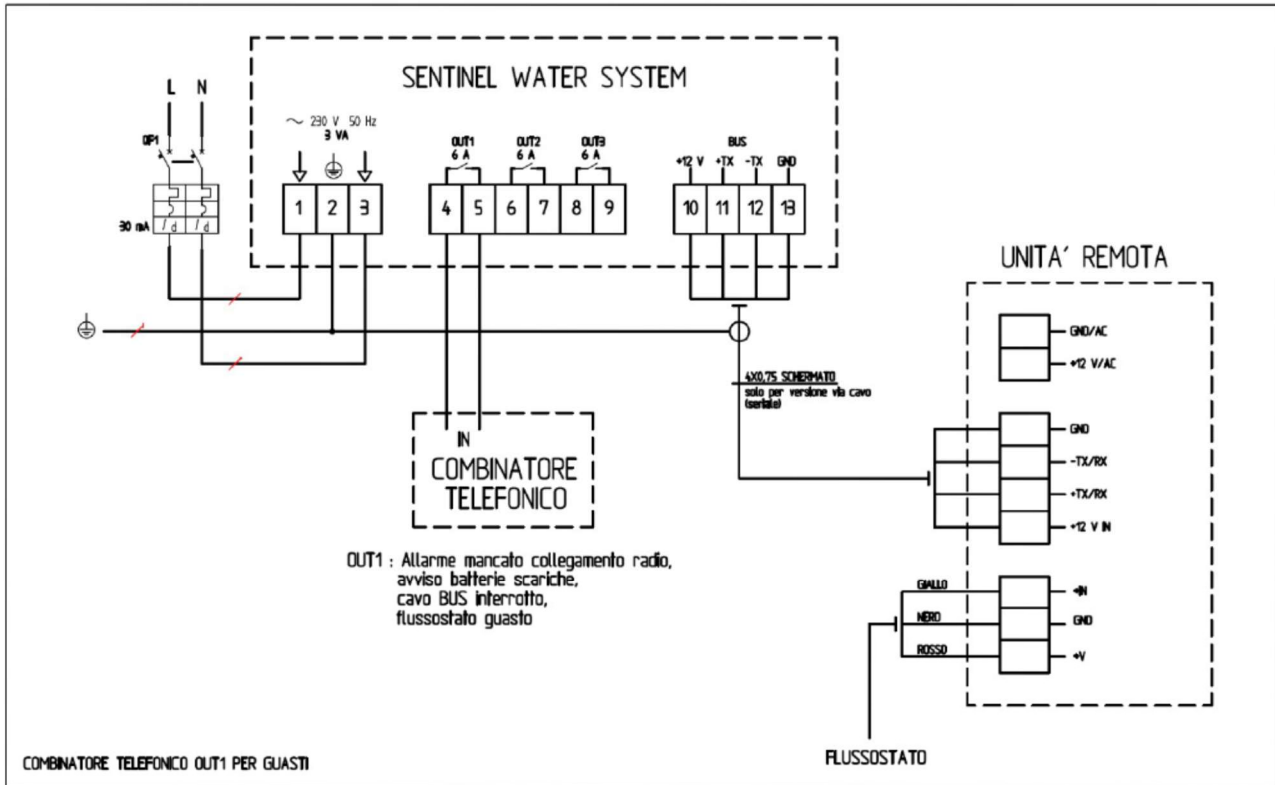 SENTINEL WATER SYSTEM
L N
~ 230 V 50 Hz
3 VA
OUT1
6 A
OUT2
6 A
OUT3
6 A
BUS
+12 V +TX -TX GND
30 mA
1 2 3
4 5 6 7 8 9
10 11 12 13
UNITA' REMOTA
GND/AC
+12 V/AC
4X0,75 SCHERMATO
solo per versione via cavo
(seriale)
IN
COMBINATORE
TELEFONICO
GND
-TX/RX
+TX/RX
+12 V IN
OUT1 : Allarme mancato collegamento radio,
avviso batterie scariche,
cavo BUS interrotto,
flussostato guasto
GIALLO
+IN
NERO
GND
ROSSO
+V
FLUSSOSTATO
COMBINATORE TELEFONICO OUT1 PER GUASTI